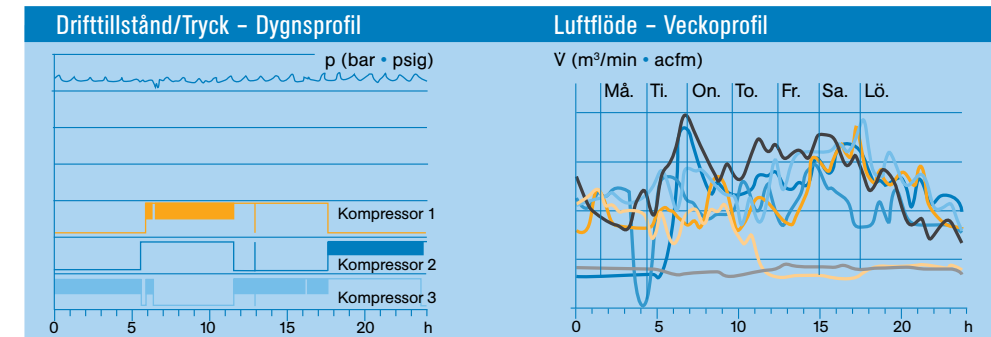 Drifttillstånd/Tryck – Dygnsprofil
p (bar • psig)
Kompressor 1
Kompressor 2
Kompressor 3
0 5 10 15 20 h
Luftflöde – Veckoprofil
V̇ (m³/min • acfm)
Må. Ti. On. To. Fr. Sa. Lö.
0 5 10 15 20 h